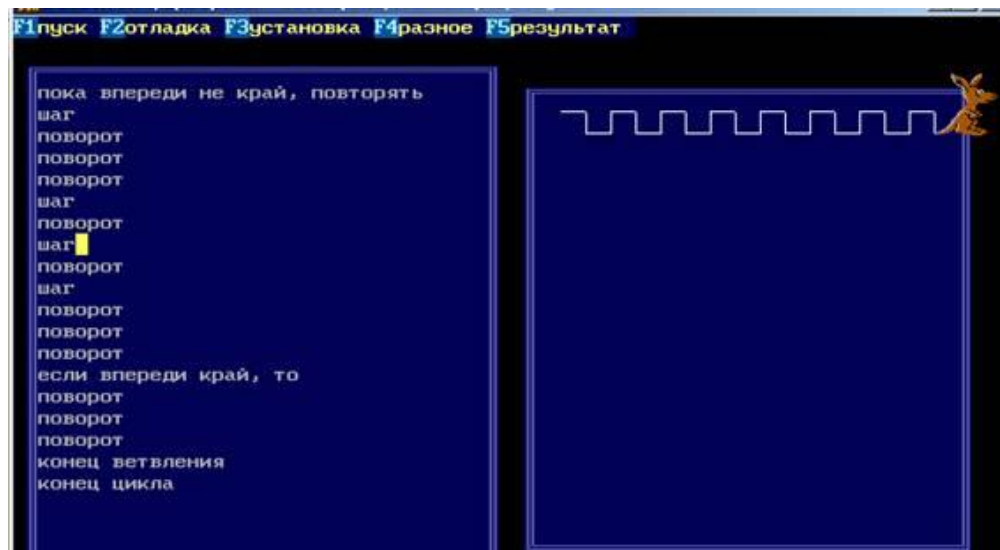 F1пуск F2отладка F3установка F4разное F5результат
пока впереди не край, повторять
шаг
поворот
поворот
поворот
шаг
поворот
шаг
поворот
шаг
поворот
поворот
поворот
если впереди край, то
поворот
поворот
поворот
конец ветвления
конец цикла